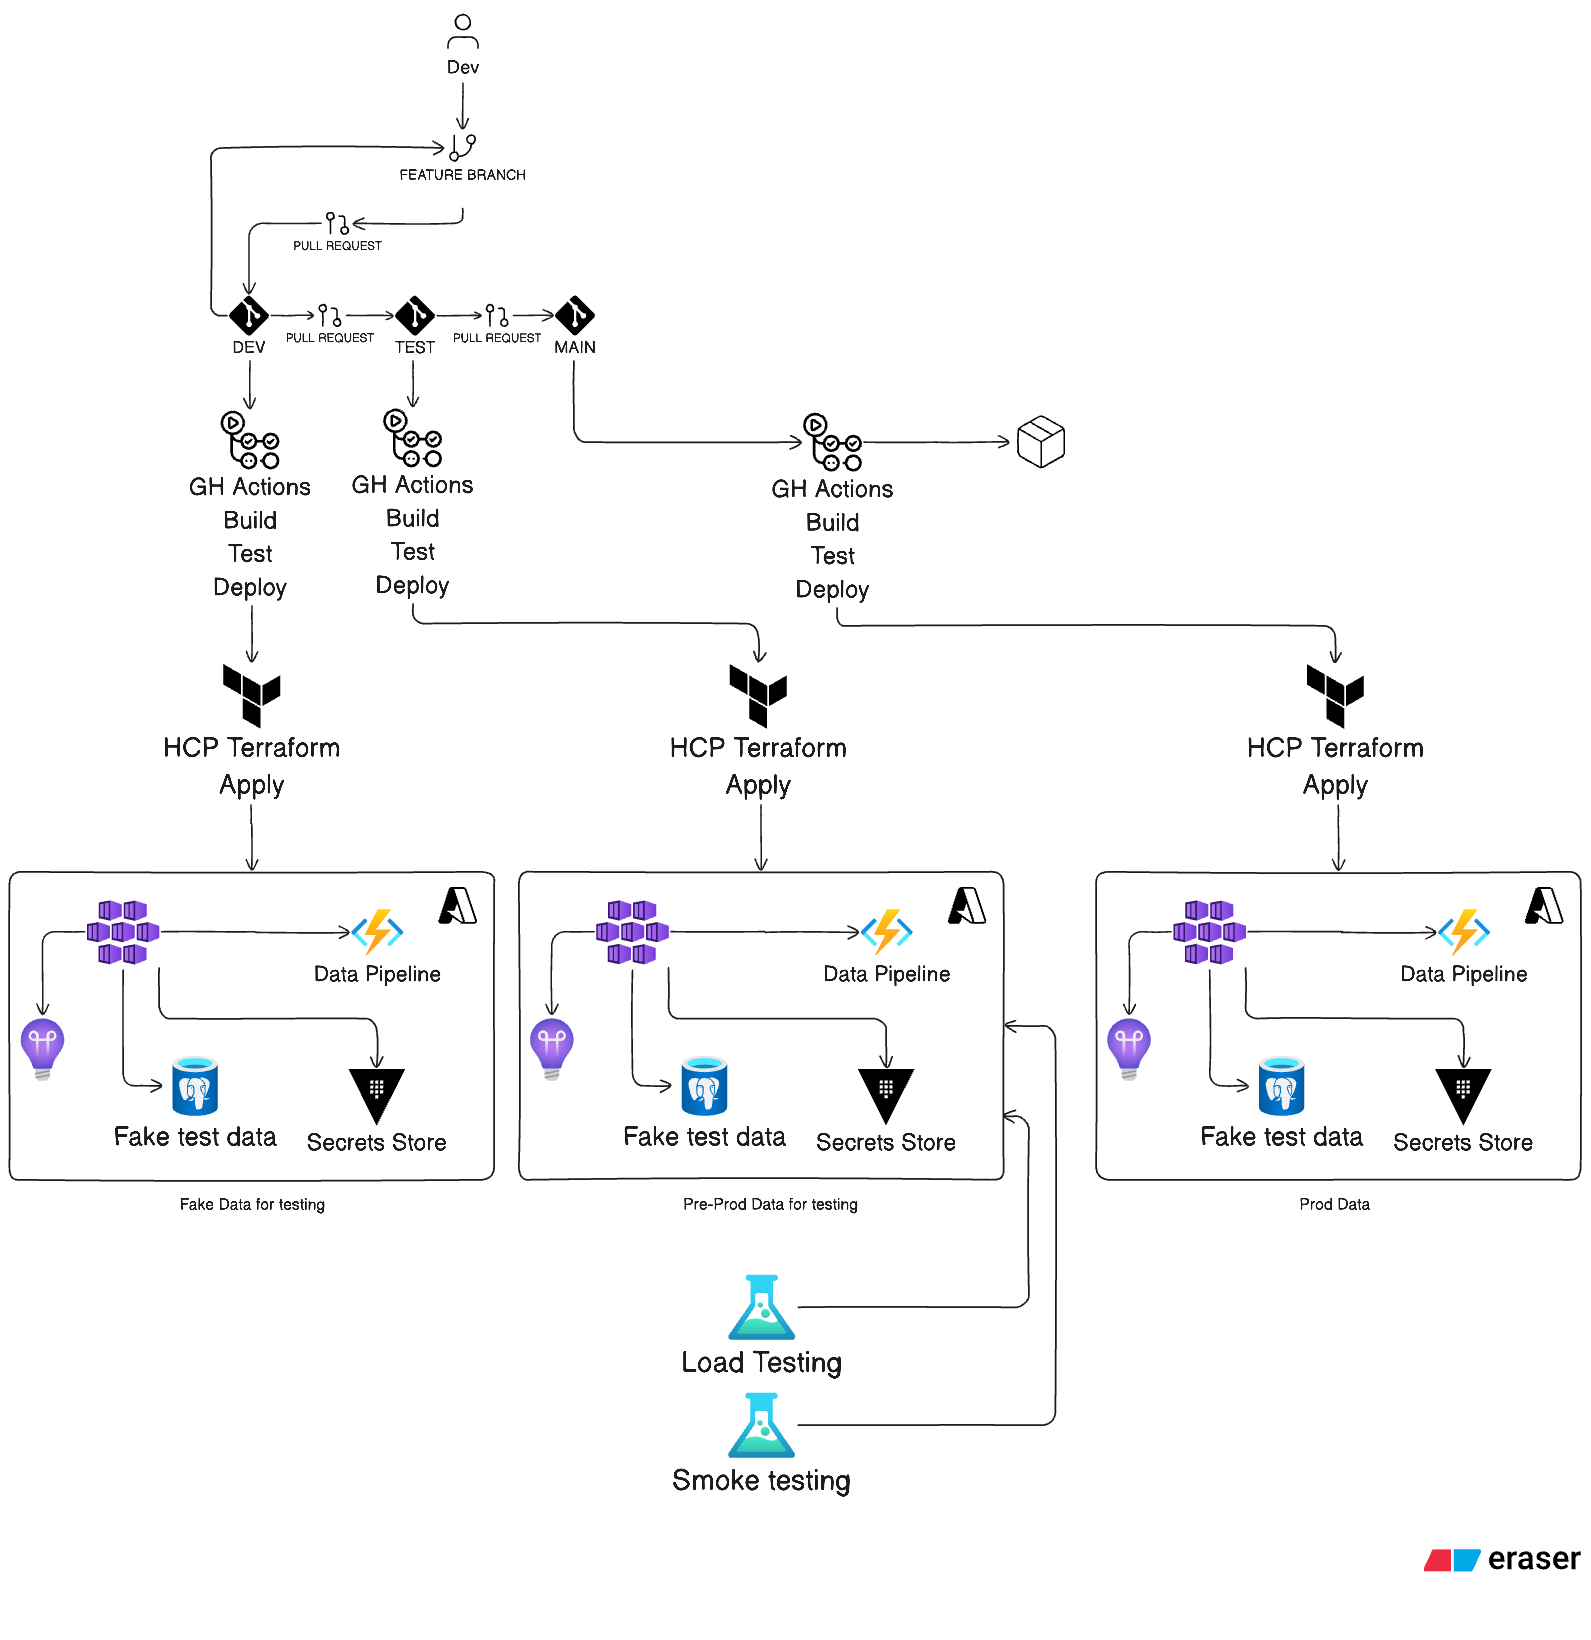 Dev
FEATURE BRANCH
PULL REQUEST
DEV
PULL REQUEST
TEST
PULL REQUEST
MAIN
GH Actions
Build
Test
Deploy
GH Actions
Build
Test
Deploy
GH Actions
Build
Test
Deploy
HCP Terraform
Apply
HCP Terraform
Apply
HCP Terraform
Apply
Data Pipeline
Fake test data
Secrets Store
Fake Data for testing
Data Pipeline
Fake test data
Secrets Store
Pre-Prod Data for testing
Data Pipeline
Fake test data
Secrets Store
Prod Data
Load Testing
Smoke testing
eraser